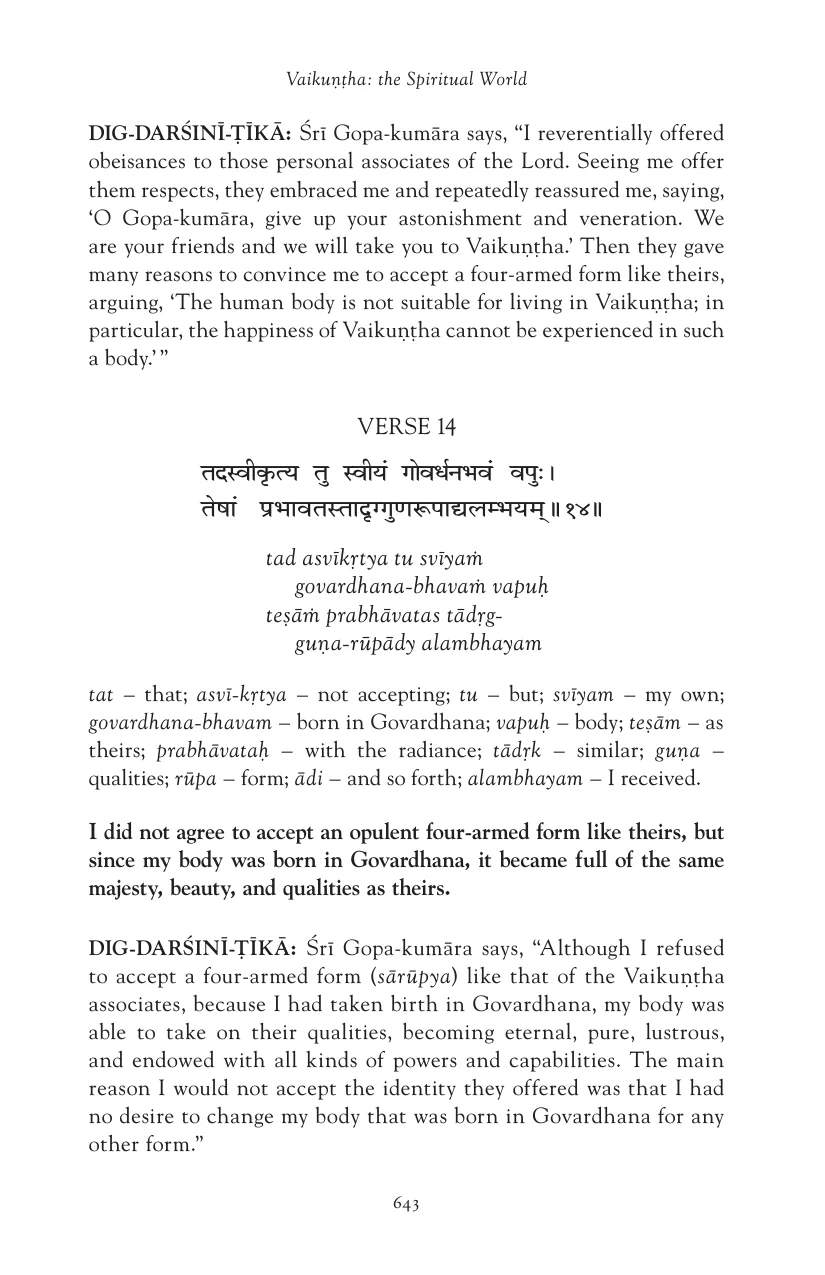 Vaikuṇṭha: the Spiritual World
DIG-DARŚINĪ-ṬĪKĀ: Śrī Gopa-kumāra says, “I reverentially offered
obeisances to those personal associates of the Lord. Seeing me offer
them respects, they embraced me and repeatedly reassured me, saying,
‘O Gopa-kumāra, give up your astonishment and veneration. We
are your friends and we will take you to Vaikuṇṭha.’ Then they gave
many reasons to convince me to accept a four-armed form like theirs,
arguing, ‘The human body is not suitable for living in Vaikuṇṭha; in
particular, the happiness of Vaikuṇṭha cannot be experienced in such
a body.’ ”
VERSE 14
तदस्वीकृत्य तु स्वीयं गोवर्धनभवं वपुः।
तेषां प्रभावतस्तादृग्गुणरूपाद्यलम्भयम्॥१४॥
tad asvīkṛtya tu svīyaṁ
govardhana-bhavaṁ vapuḥ
teṣāṁ prabhāvatas tādṛg-
guṇa-rūpādy alambhayam
tat – that; asvī-kṛtya – not accepting; tu – but; svīyam – my own;
govardhana-bhavam – born in Govardhana; vapuḥ – body; teṣām – as
theirs; prabhāvataḥ – with the radiance; tādṛk – similar; guṇa –
qualities; rūpa – form; ādi – and so forth; alambhayam – I received.
I did not agree to accept an opulent four-armed form like theirs, but
since my body was born in Govardhana, it became full of the same
majesty, beauty, and qualities as theirs.
DIG-DARŚINĪ-ṬĪKĀ: Śrī Gopa-kumāra says, “Although I refused
to accept a four-armed form (sārūpya) like that of the Vaikuṇṭha
associates, because I had taken birth in Govardhana, my body was
able to take on their qualities, becoming eternal, pure, lustrous,
and endowed with all kinds of powers and capabilities. The main
reason I would not accept the identity they offered was that I had
no desire to change my body that was born in Govardhana for any
other form.”
643